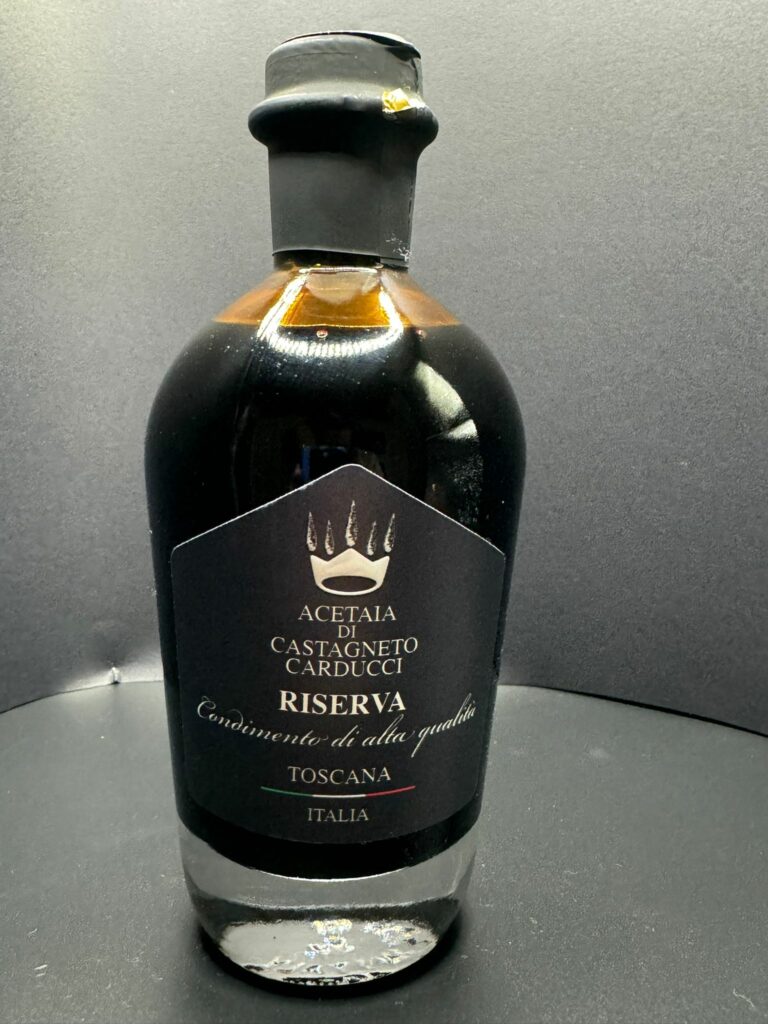 ACETAIA
DI
CASTAGNETO
CARDUCCI
RISERVA
Condimento di alta qualità
TOSCANA
ITALIA